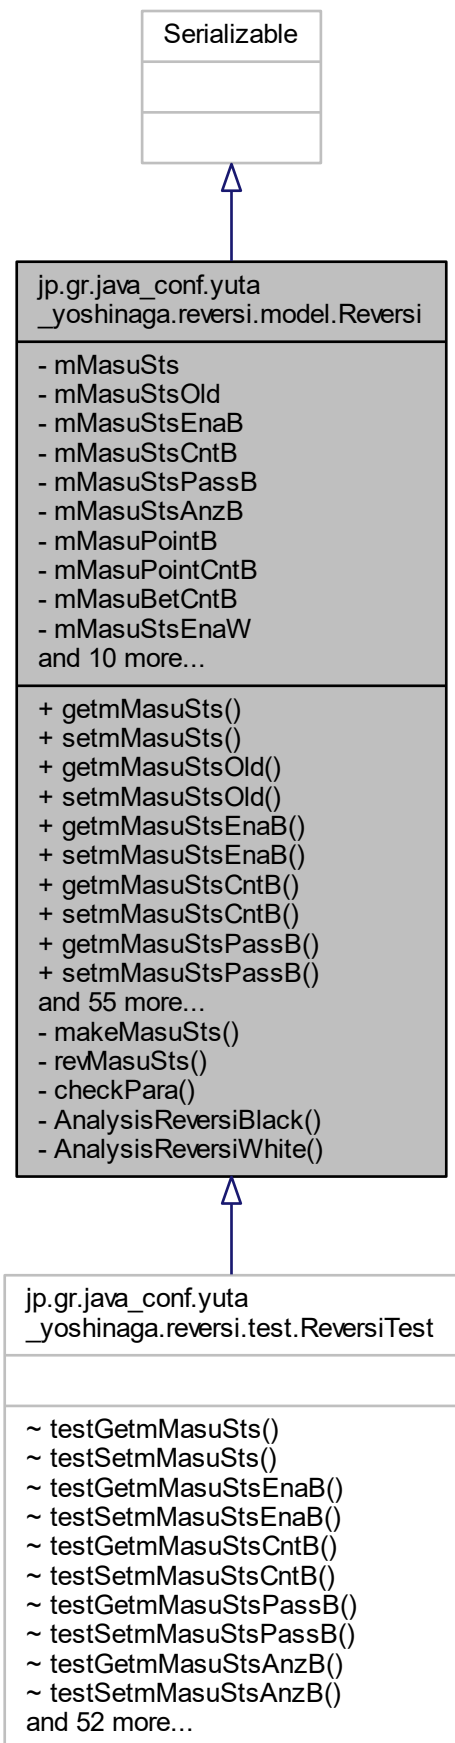 Serializable
jp.gr.java_conf.yuta
_yoshinaga.reversi.model.Reversi
- mMasuSts
- mMasuStsOld
- mMasuStsEnaB
- mMasuStsCntB
- mMasuStsPassB
- mMasuStsAnzB
- mMasuPointB
- mMasuPointCntB
- mMasuBetCntB
- mMasuStsEnaW
and 10 more...
+ getmMasuSts()
+ setmMasuSts()
+ getmMasuStsOld()
+ setmMasuStsOld()
+ getmMasuStsEnaB()
+ setmMasuStsEnaB()
+ getmMasuStsCntB()
+ setmMasuStsCntB()
+ getmMasuStsPassB()
+ setmMasuStsPassB()
and 55 more...
- makeMasuSts()
- revMasuSts()
- checkPara()
- AnalysisReversiBlack()
- AnalysisReversiWhite()
jp.gr.java_conf.yuta
_yoshinaga.reversi.test.ReversiTest
~ testGetmMasuSts()
~ testSetmMasuSts()
~ testGetmMasuStsEnaB()
~ testSetmMasuStsEnaB()
~ testGetmMasuStsCntB()
~ testSetmMasuStsCntB()
~ testGetmMasuStsPassB()
~ testSetmMasuStsPassB()
~ testGetmMasuStsAnzB()
~ testSetmMasuStsAnzB()
and 52 more...